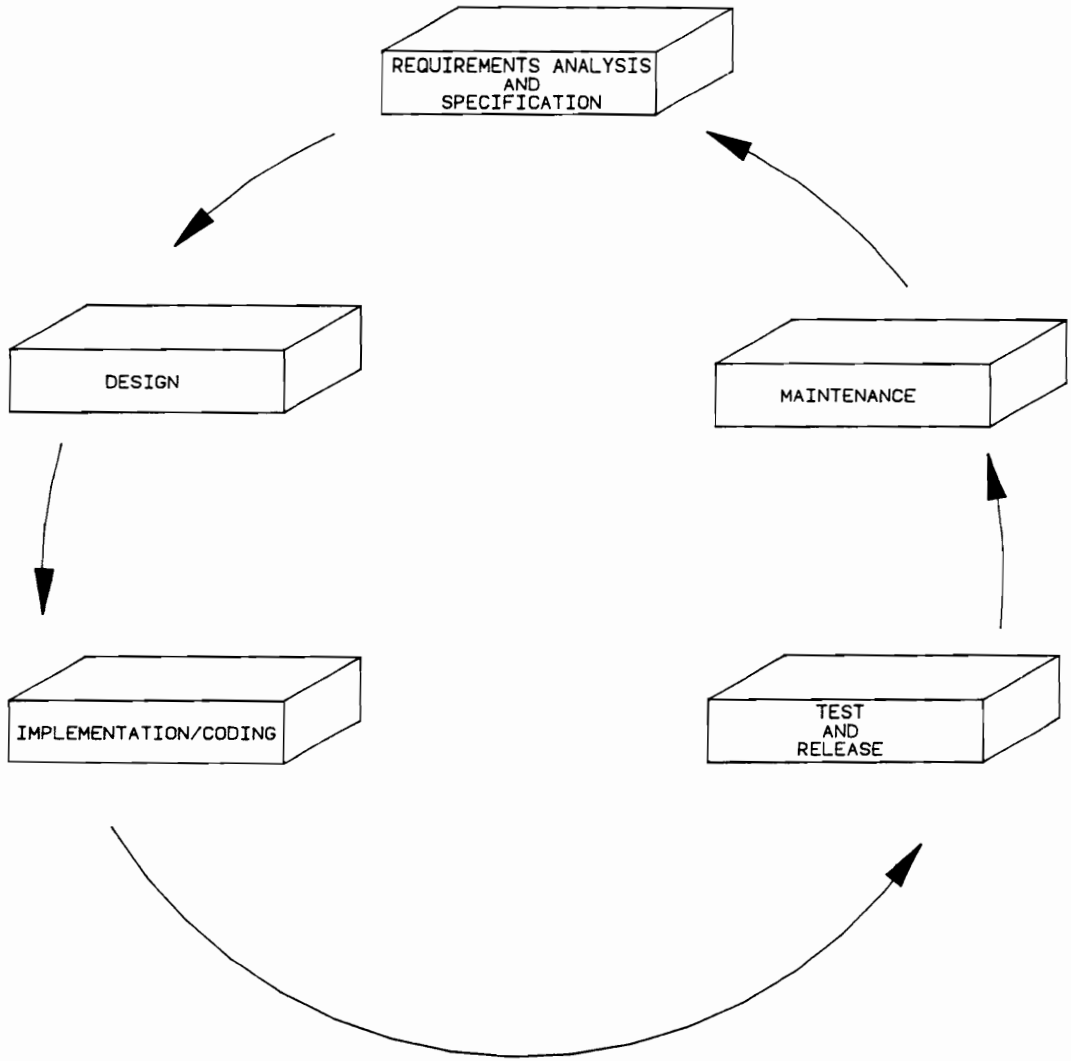 REQUIREMENTS ANALYSIS
AND
SPECIFICATION
DESIGN
MAINTENANCE
IMPLEMENTATION/CODING
TEST
AND
RELEASE